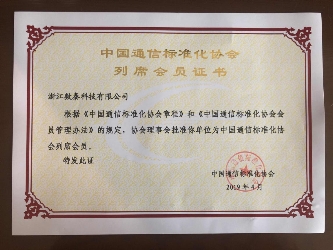 中国通信标准化协会
列席会员证书
浙江数泰科技有限公司
根据《中国通信标准化协会章程》和《中国通信标准化协会会
员管理办法》的规定，协会理事会批准你单位为中国通信标准化协
会列席会员。
特发此证
中国通信标准化协会
2019年4月